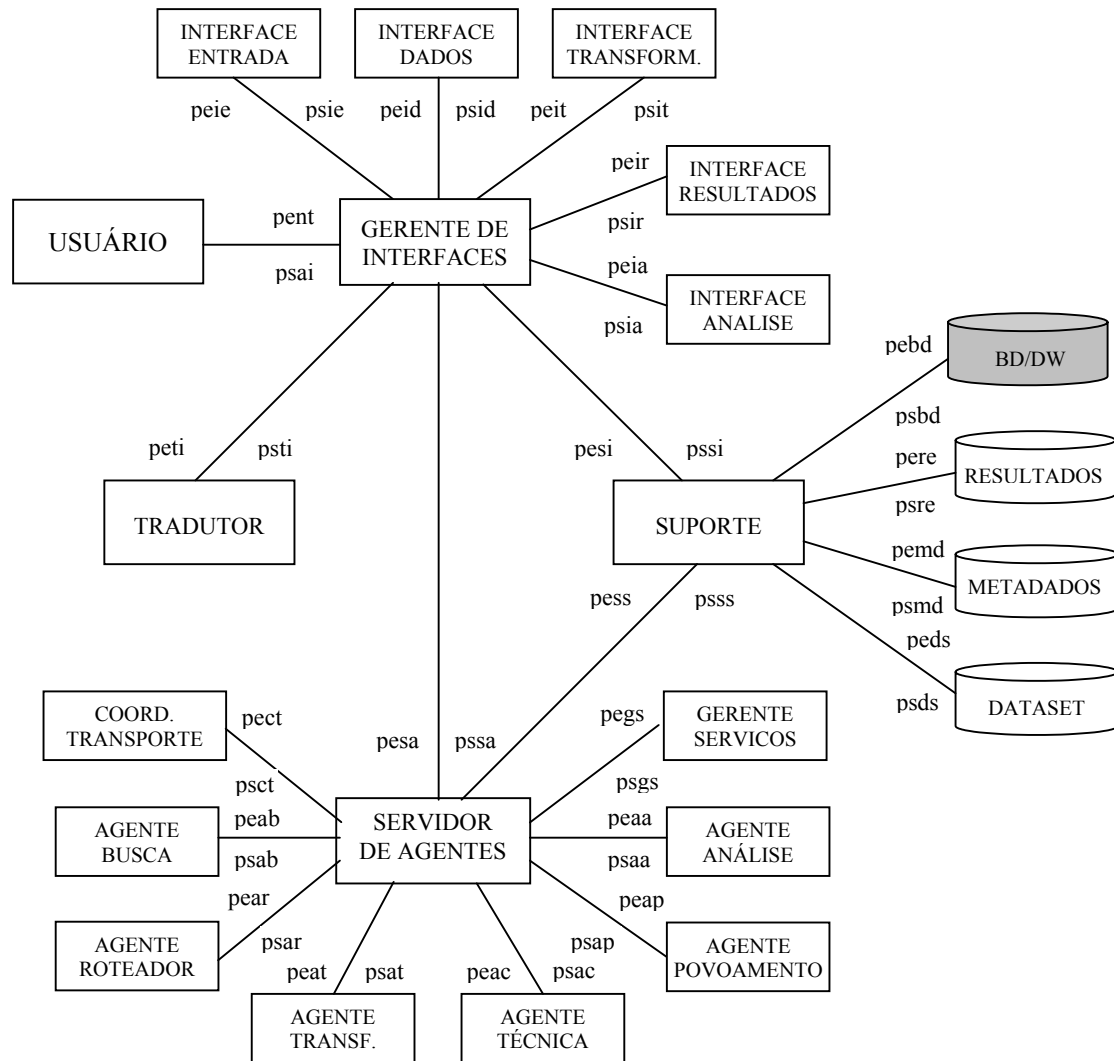 INTERFACE
ENTRADA
INTERFACE
DADOS
INTERFACE
TRANSFORM.
peie
psie
peid
psid
peit
psit
peir
INTERFACE
RESULTADOS
psir
USUÁRIO
pent
psai
GERENTE DE
INTERFACES
peia
INTERFACE
ANALISE
psia
pebd
BD/DW
psbd
peti
psti
pesi
pssi
pere
RESULTADOS
psre
TRADUTOR
SUPORTE
pemd
METADADOS
psmd
pess
psss
peds
psds
DATASET
COORD.
TRANSPORTE
pect
psct
pesa
pssa
pegs
GERENTE
SERVICOS
psgs
AGENTE
BUSCA
peab
psab
SERVIDOR
DE AGENTES
peaa
AGENTE
ANÁLISE
psaa
pear
AGENTE
ROTEADOR
psar
peap
AGENTE
POVOAMENTO
psap
peat
psat
peac
psac
AGENTE
TRANSF.
AGENTE
TÉCNICA